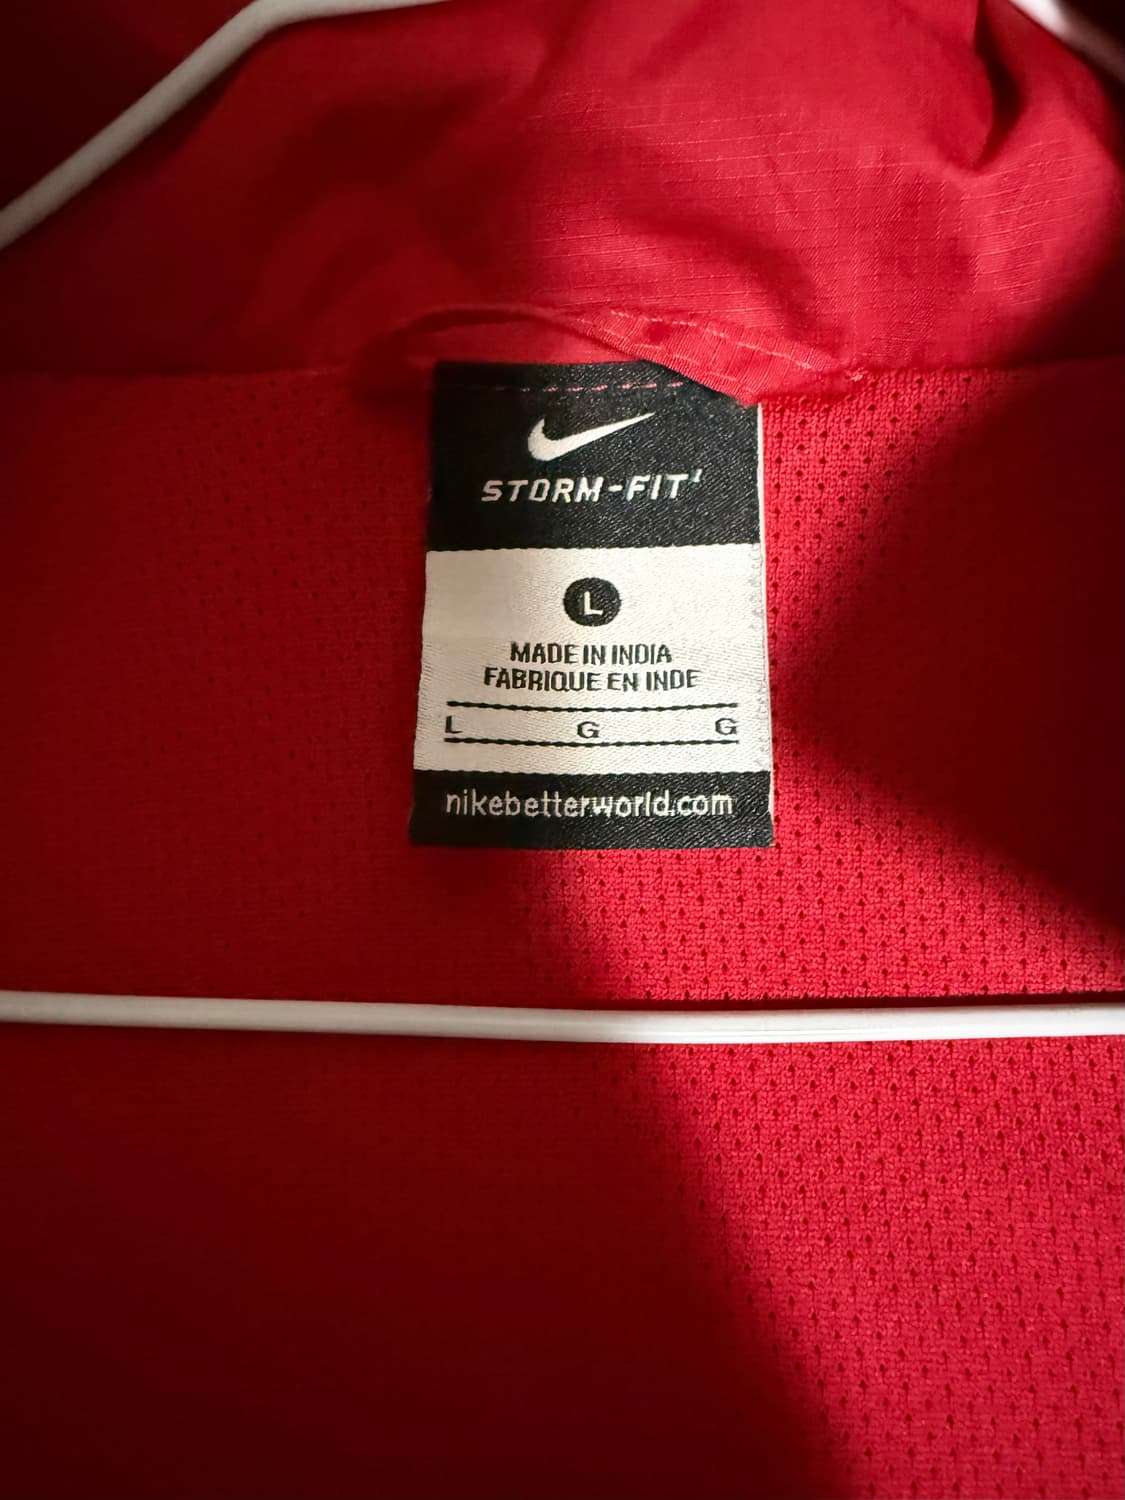 STORM-FIT
L
MADE IN INDIA
FABRIQUE EN INDE
L G G
nikebetterworld.com